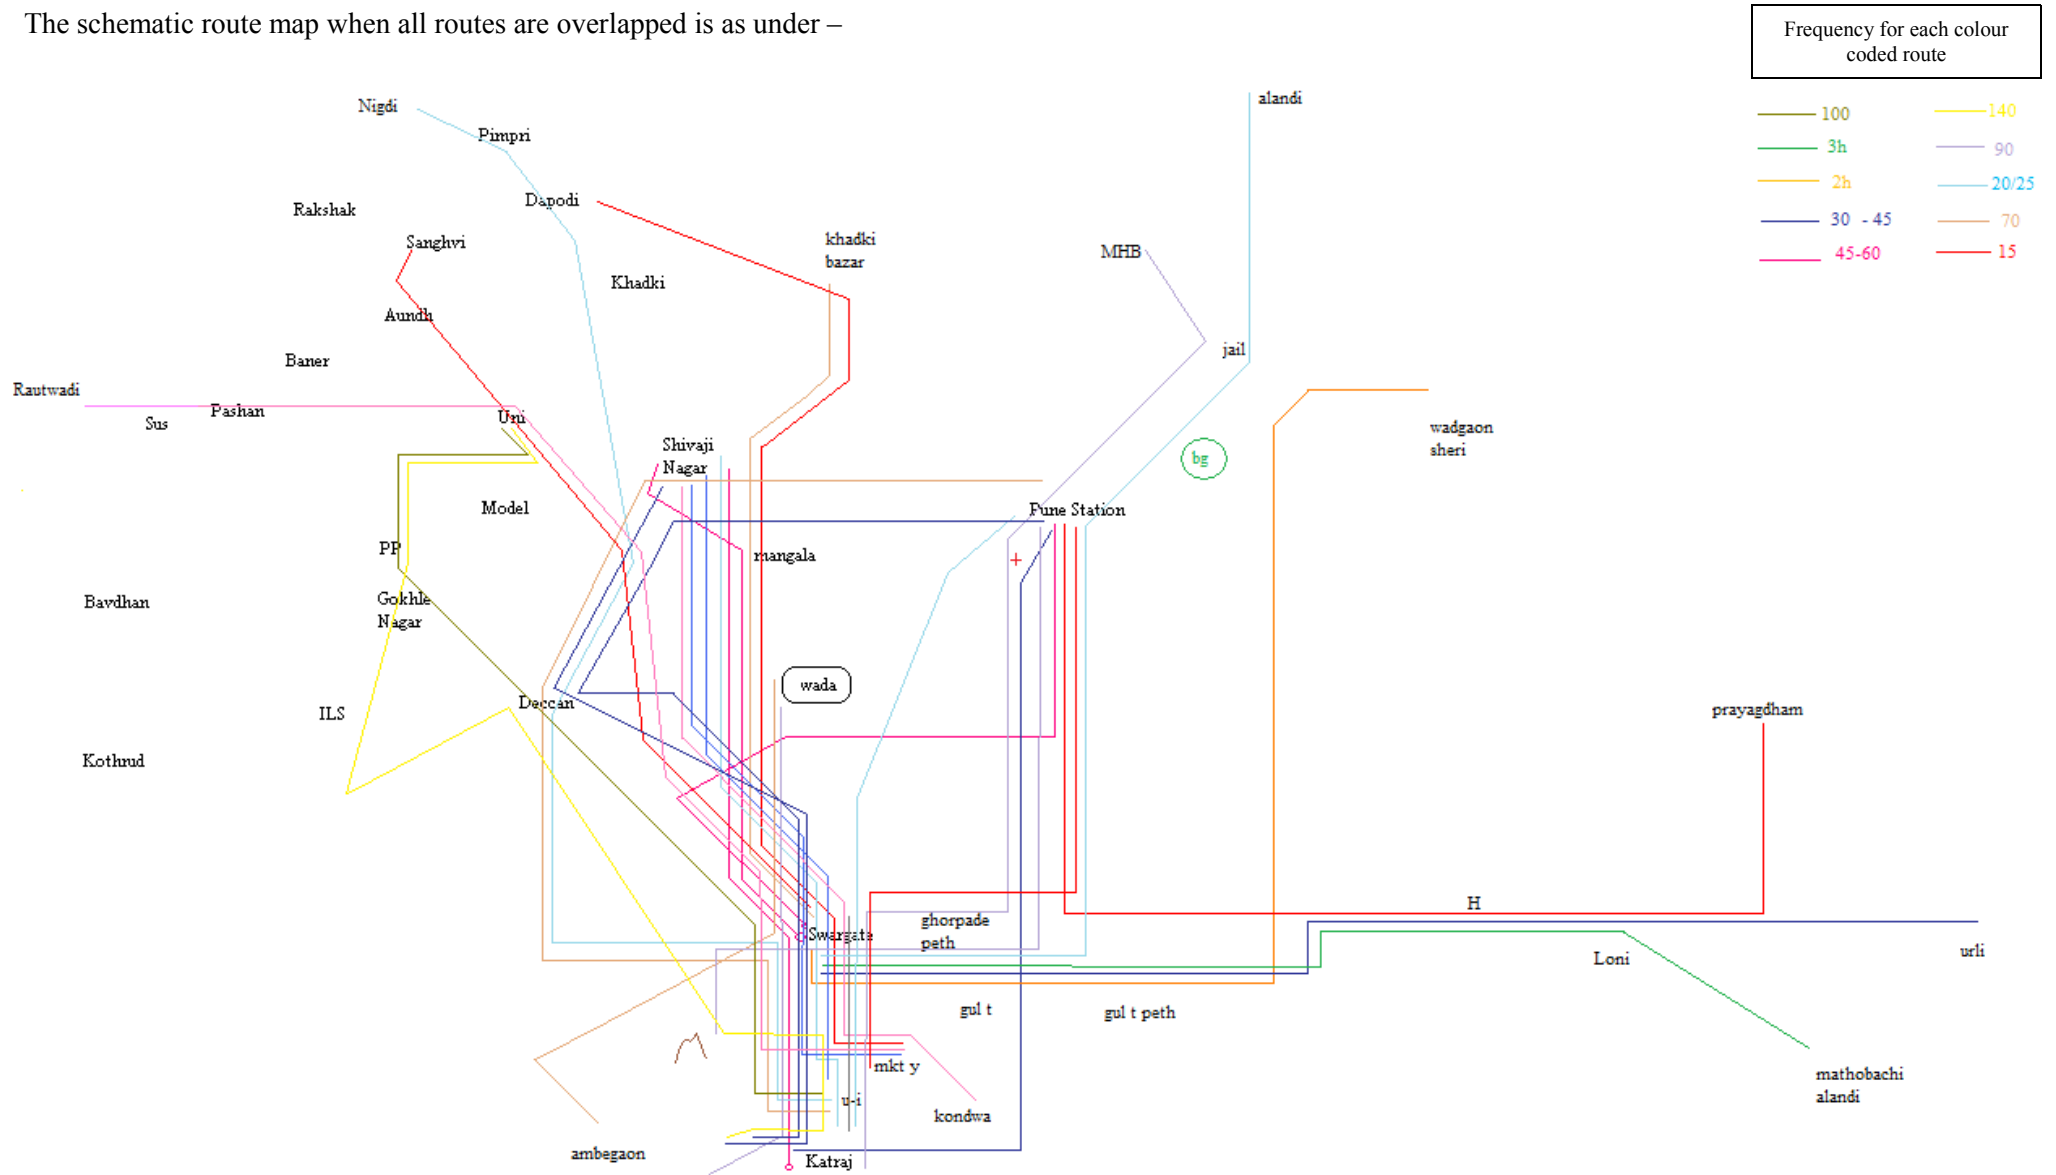 The schematic route map when all routes are overlapped is as under –
Frequency for each colour
coded route
100
140
3h
90
2h
20/25
30 - 45
70
45-60
15
Nigdi
alandi
Pimpri
Dapodi
Rakshak
Sanghvi
khadki
bazar
MHB
Khadki
Aundh
jail
Baner
Rautwadi
Pashan
Sus
Uni
wadgaon
sheri
Shivaji
Nagar
bg
Model
Pune Station
PP
mangala
Bavdhan
Gokhle
Nagar
wada
Deccan
ILS
prayagdham
Kothrud
H
ghorpade
peth
Swargate
urli
Loni
gul t
gul t peth
mkt y
mathobachi
alandi
u-i
kondwa
ambegaon
Katraj